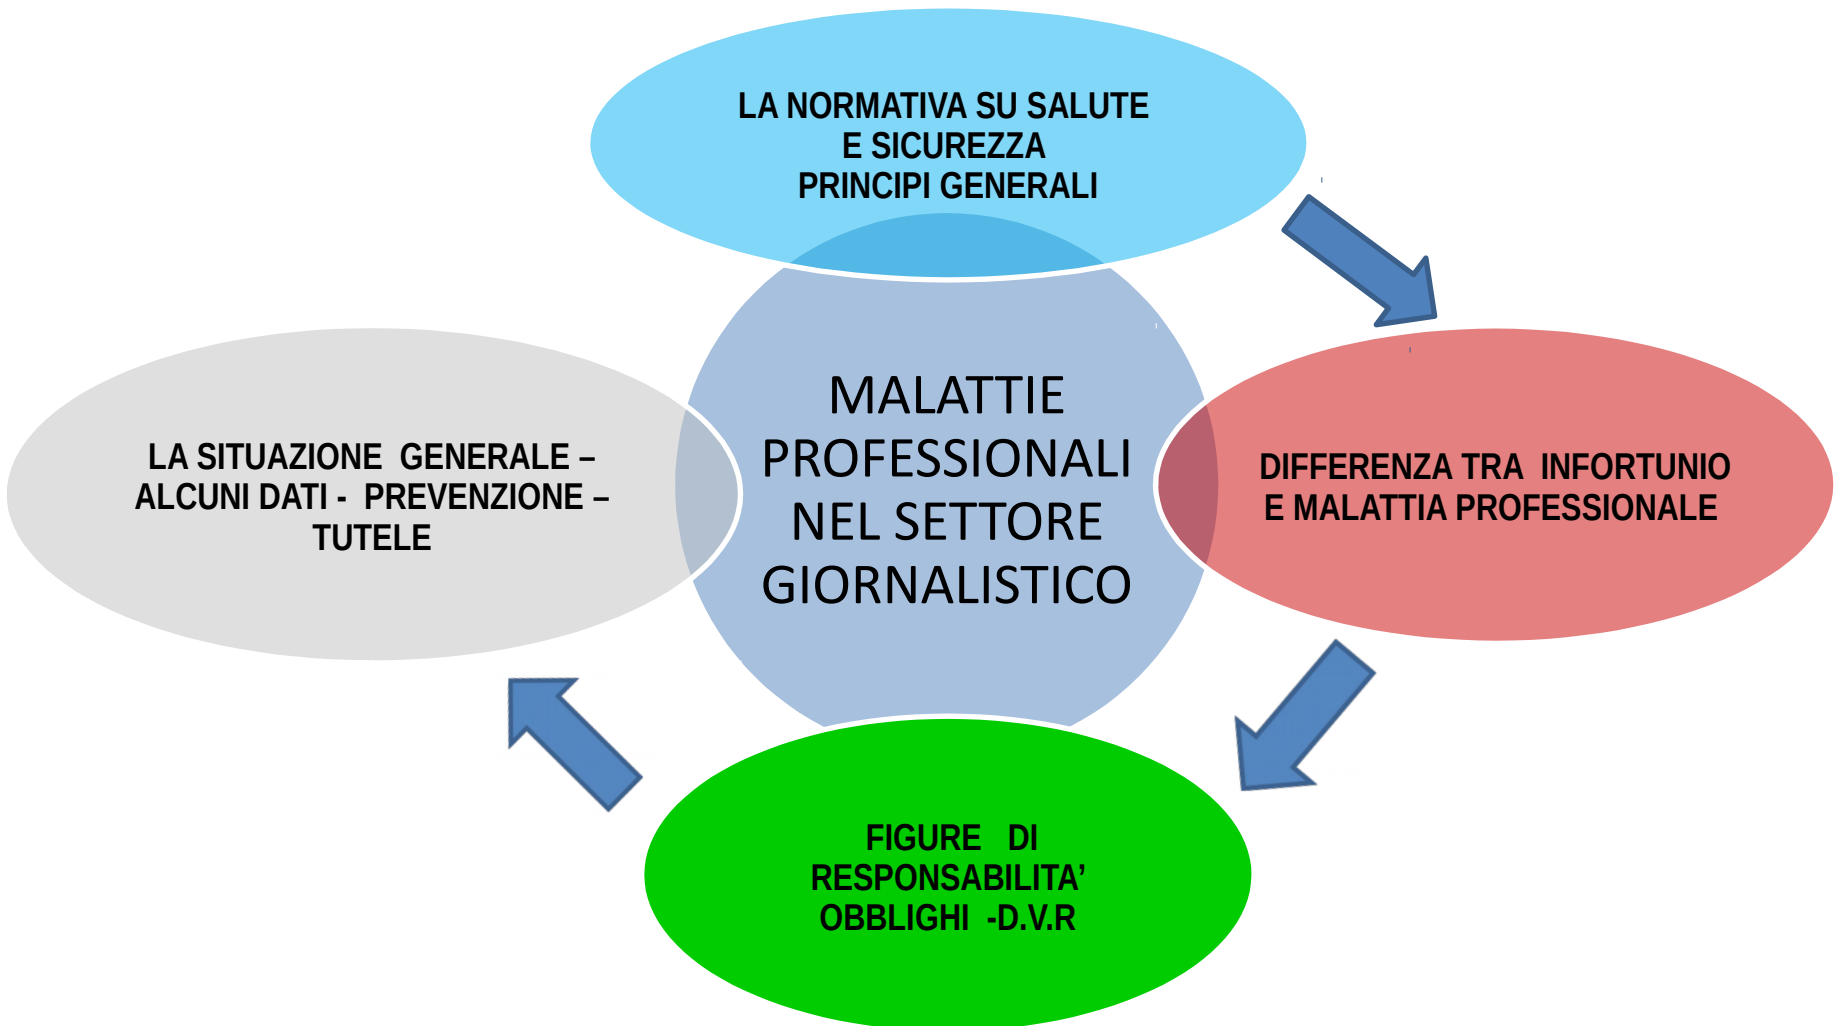 LA NORMATIVA SU SALUTE
E SICUREZZA
PRINCIPI GENERALI
MALATTIE
PROFESSIONALI
NEL SETTORE
GIORNALISTICO
LA SITUAZIONE GENERALE –
ALCUNI DATI - PREVENZIONE –
TUTELE
DIFFERENZA TRA INFORTUNIO
E MALATTIA PROFESSIONALE
FIGURE DI
RESPONSABILITA’
OBBLIGHI -D.V.R